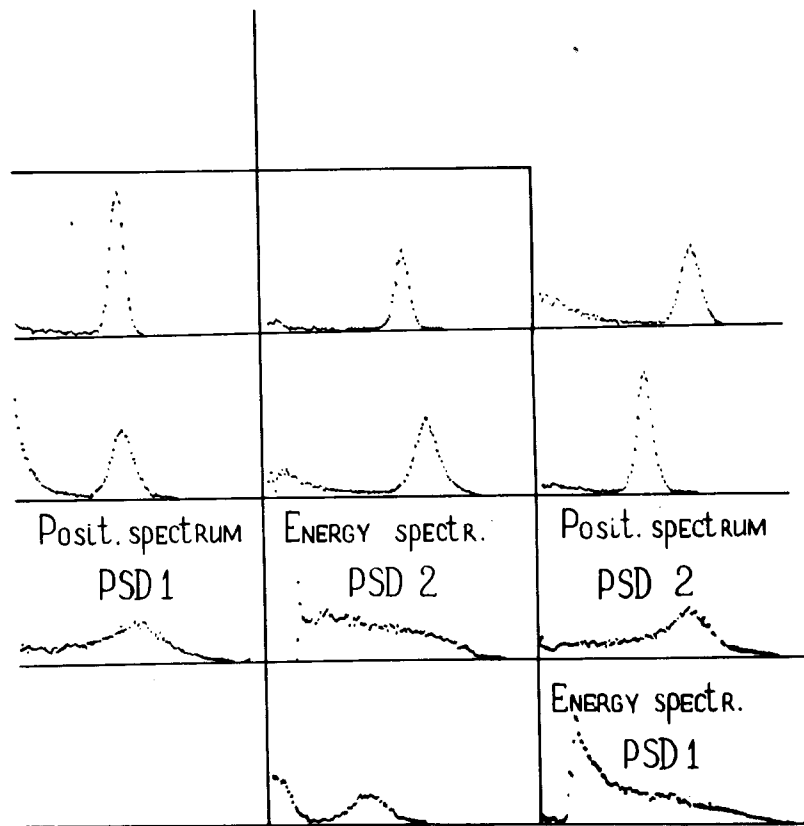 Posit. spectrum
PSD 1
Energy spectr.
PSD 2
Posit. spectrum
PSD 2
Energy spectr.
PSD 1